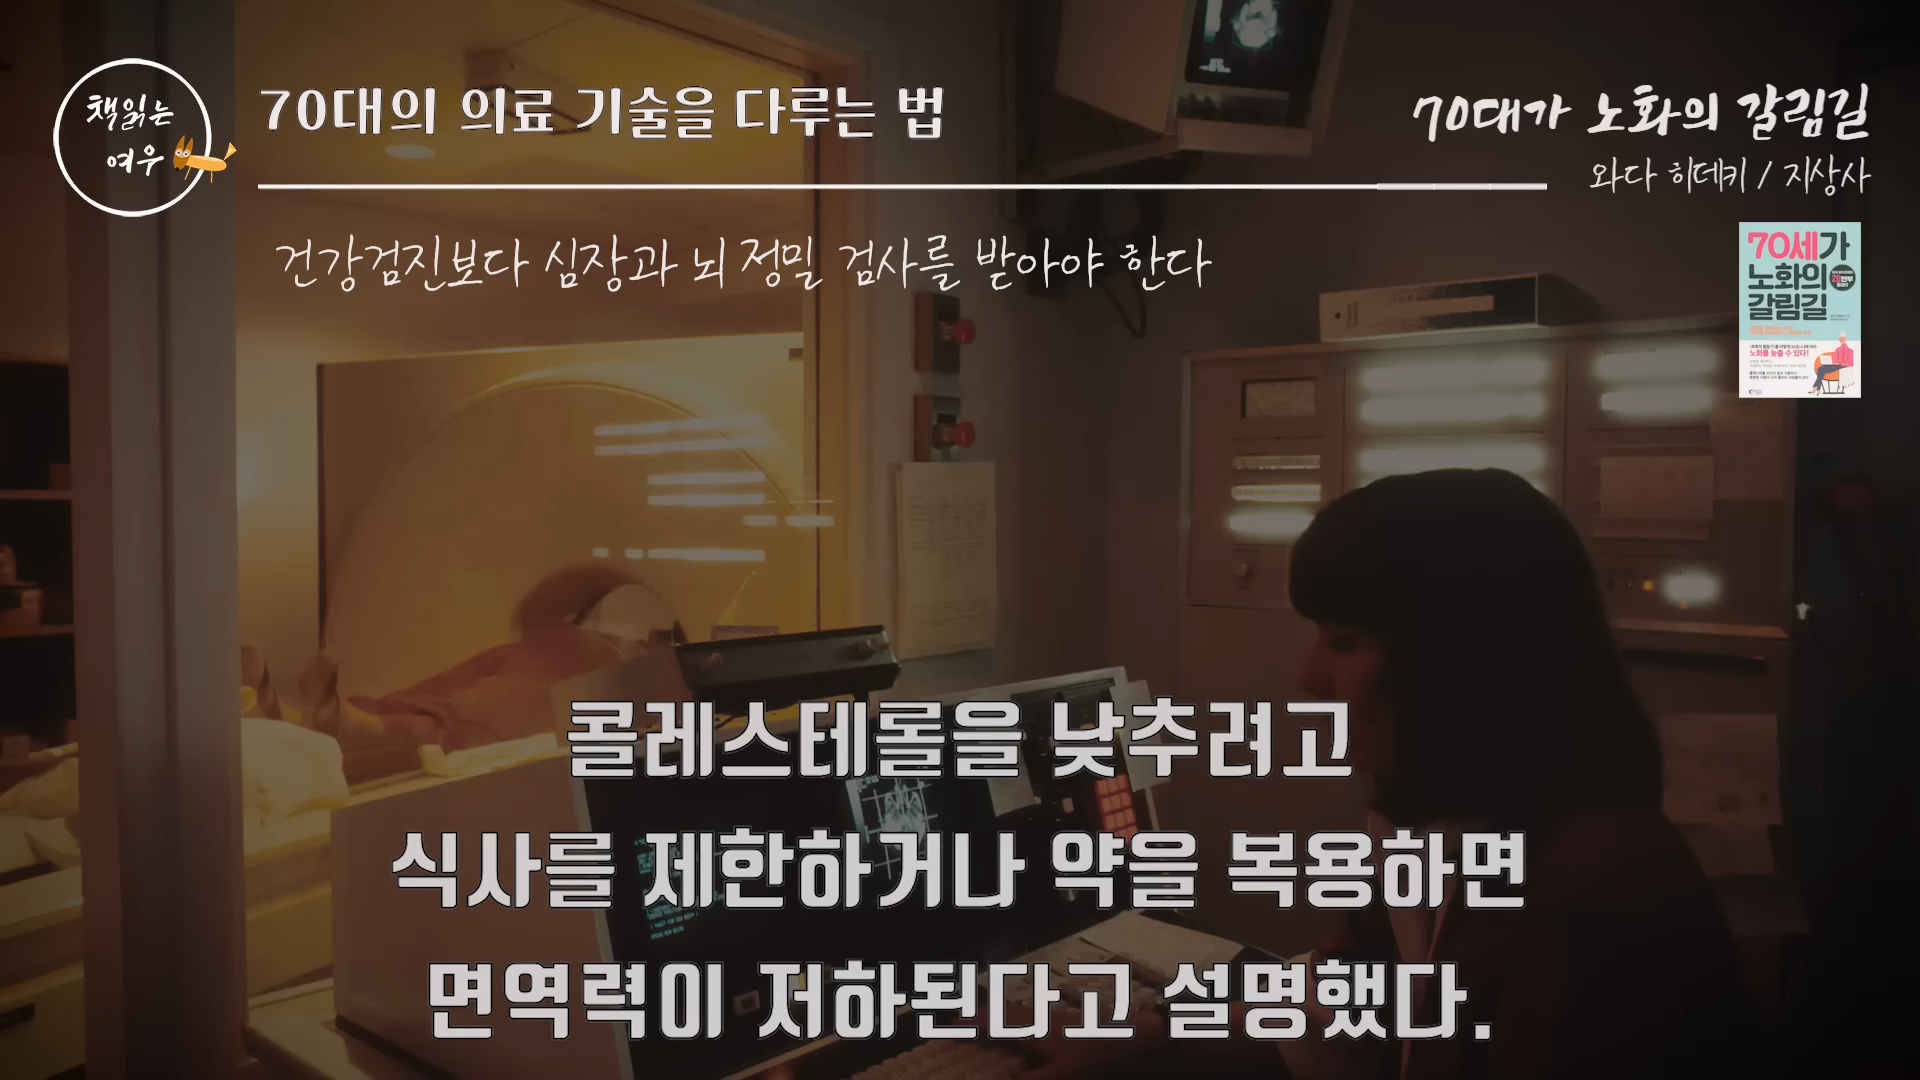 책읽는
여우
70대의 의료 기술을 다루는 법
70대가 노화의 갈림길
와다 히데키 / 지상사
건강검진보다 심장과 뇌 정밀 검사를 받아야 한다
70세가
노화의
갈림길
노화를 늦출 수 있다!
콜레스테롤을 낮추려고
식사를 제한하거나 약을 복용하면
면역력이 저하된다고 설명했다.